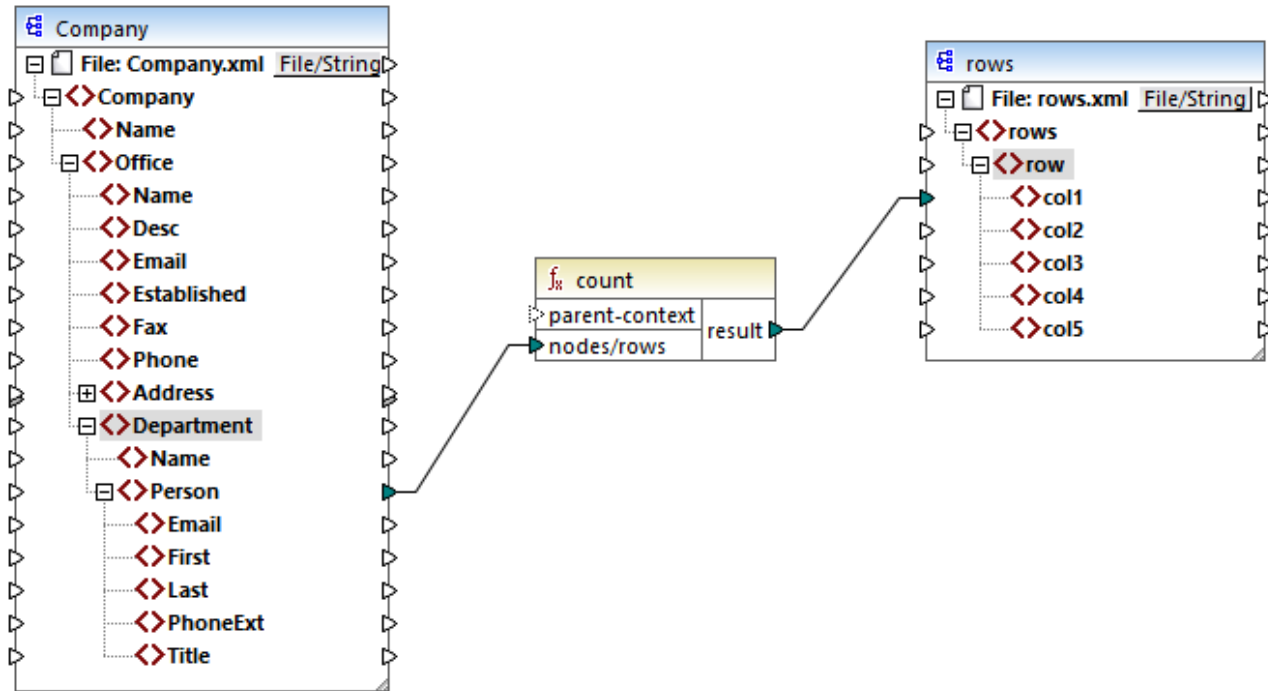 Company
File: Company.xml File/String
Company
Name
Office
Name
Desc
Email
Established
Fax
Phone
Address
Department
Name
Person
Email
First
Last
PhoneExt
Title
fx count
parent-context
nodes/rows
result
rows
File: rows.xml File/String
rows
row
col1
col2
col3
col4
col5